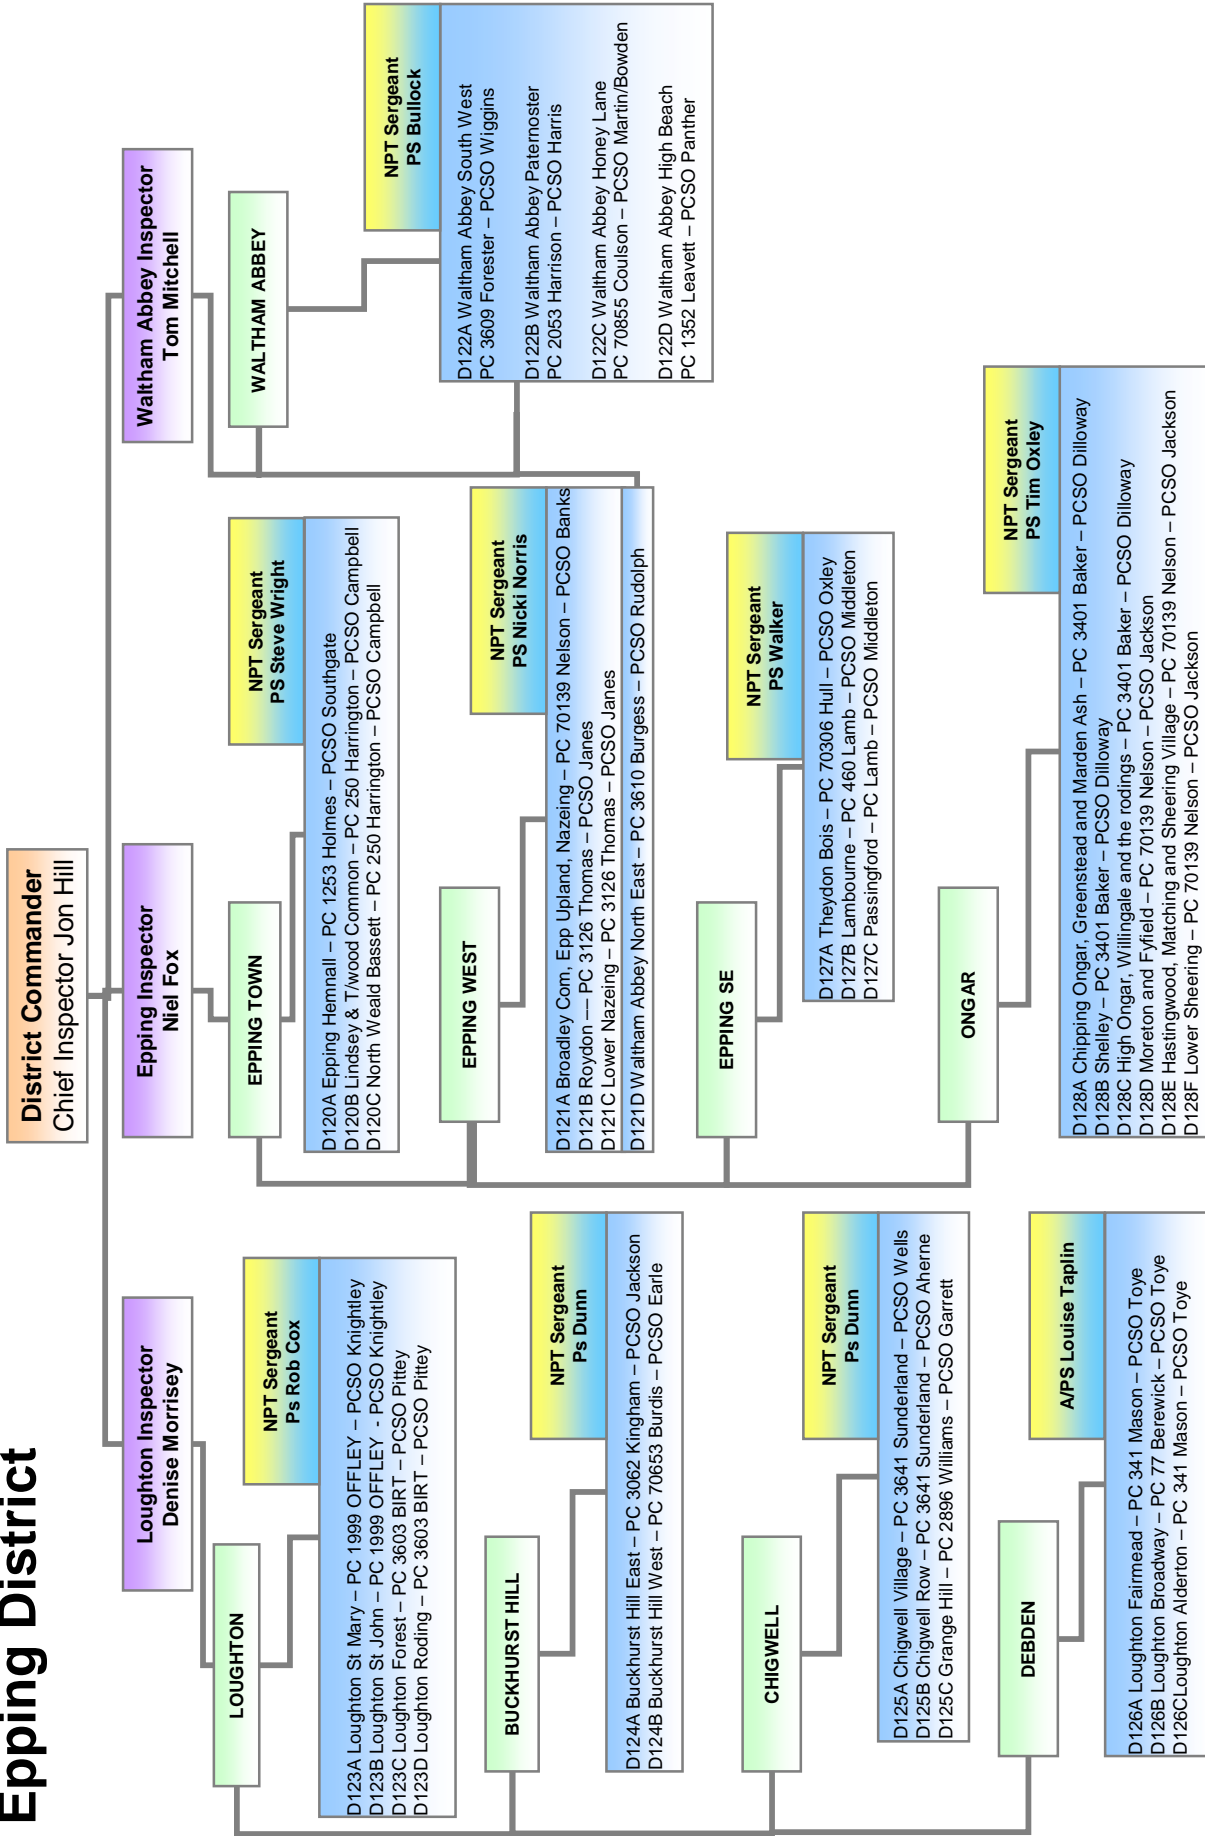 Epping District
District Commander
Chief Inspector Jon Hill
Loughton Inspector
Denise Morrisey
Epping Inspector
Niel Fox
Waltham Abbey Inspector
Tom Mitchell
LOUGHTON
NPT Sergeant
Ps Rob Cox
D123A Loughton St Mary – PC 1999 OFFLEY – PCSO Knightley
D123B Loughton St John – PC 1999 OFFLEY - PCSO Knightley
D123C Loughton Forest – PC 3603 BIRT – PCSO Pittey
D123D Loughton Roding – PC 3603 BIRT – PCSO Pittey
BUCKHURST HILL
NPT Sergeant
Ps Dunn
D124A Buckhurst Hill East – PC 3062 Kingham – PCSO Jackson
D124B Buckhurst Hill West – PC 70653 Burdis – PCSO Earle
CHIGWELL
NPT Sergeant
Ps Dunn
D125A Chigwell Village – PC 3641 Sunderland – PCSO Wells
D125B Chigwell Row – PC 3641 Sunderland – PCSO Aherne
D125C Grange Hill – PC 2896 Williams – PCSO Garrett
DEBDEN
A/PS Louise Taplin
D126A Loughton Fairmead – PC 341 Mason – PCSO Toye
D126B Loughton Broadway – PC 77 Berewick – PCSO Toye
D126CLoughton Alderton – PC 341 Mason – PCSO Toye
EPPING TOWN
NPT Sergeant
PS Steve Wright
D120A Epping Hemnall – PC 1253 Holmes – PCSO Southgate
D120B Lindsey & T/wood Common – PC 250 Harrington – PCSO Campbell
D120C North Weald Bassett – PC 250 Harrington – PCSO Campbell
EPPING WEST
NPT Sergeant
PS Nicki Norris
D121A Broadley Com, Epp Upland, Nazeing – PC 70139 Nelson – PCSO Banks
D121B Roydon –– PC 3126 Thomas – PCSO Janes
D121C Lower Nazeing – PC 3126 Thomas – PCSO Janes
D121D Waltham Abbey North East – PC 3610 Burgess – PCSO Rudolph
EPPING SE
NPT Sergeant
PS Walker
D127A Theydon Bois – PC 70306 Hull – PCSO Oxley
D127B Lambourne – PC 460 Lamb – PCSO Middleton
D127C Passingford – PC Lamb – PCSO Middleton
ONGAR
NPT Sergeant
PS Tim Oxley
D128A Chipping Ongar, Greenstead and Marden Ash – PC 3401 Baker – PCSO Dilloway
D128B Shelley – PC 3401 Baker – PCSO Dilloway
D128C High Ongar, Willingale and the rodings – PC 3401 Baker – PCSO Dilloway
D128D Moreton and Fyfield – PC 70139 Nelson – PCSO Jackson
D128E Hastingwood, Matching and Sheering Village – PC 70139 Nelson – PCSO Jackson
D128F Lower Sheering – PC 70139 Nelson – PCSO Jackson
WALTHAM ABBEY
NPT Sergeant
PS Bullock
D122A Waltham Abbey South West
PC 3609 Forester – PCSO Wiggins
D122B Waltham Abbey Paternoster
PC 2053 Harrison – PCSO Harris
D122C Waltham Abbey Honey Lane
PC 70855 Coulson – PCSO Martin/Bowden
D122D Waltham Abbey High Beach
PC 1352 Leavett – PCSO Panther